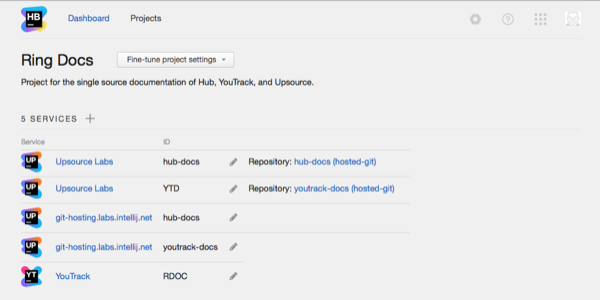 HB Dashboard Projects
Ring Docs Fine-tune project settings
Project for the single source documentation of Hub, YouTrack, and Upsource.
5 SERVICES +
Service ID
UP Upsource Labs hub-docs Repository: hub-docs (hosted-git)
UP Upsource Labs YTD Repository: youtrack-docs (hosted-git)
UP git-hosting.labs.intellij.net hub-docs
UP git-hosting.labs.intellij.net youtrack-docs
YT YouTrack RDOC